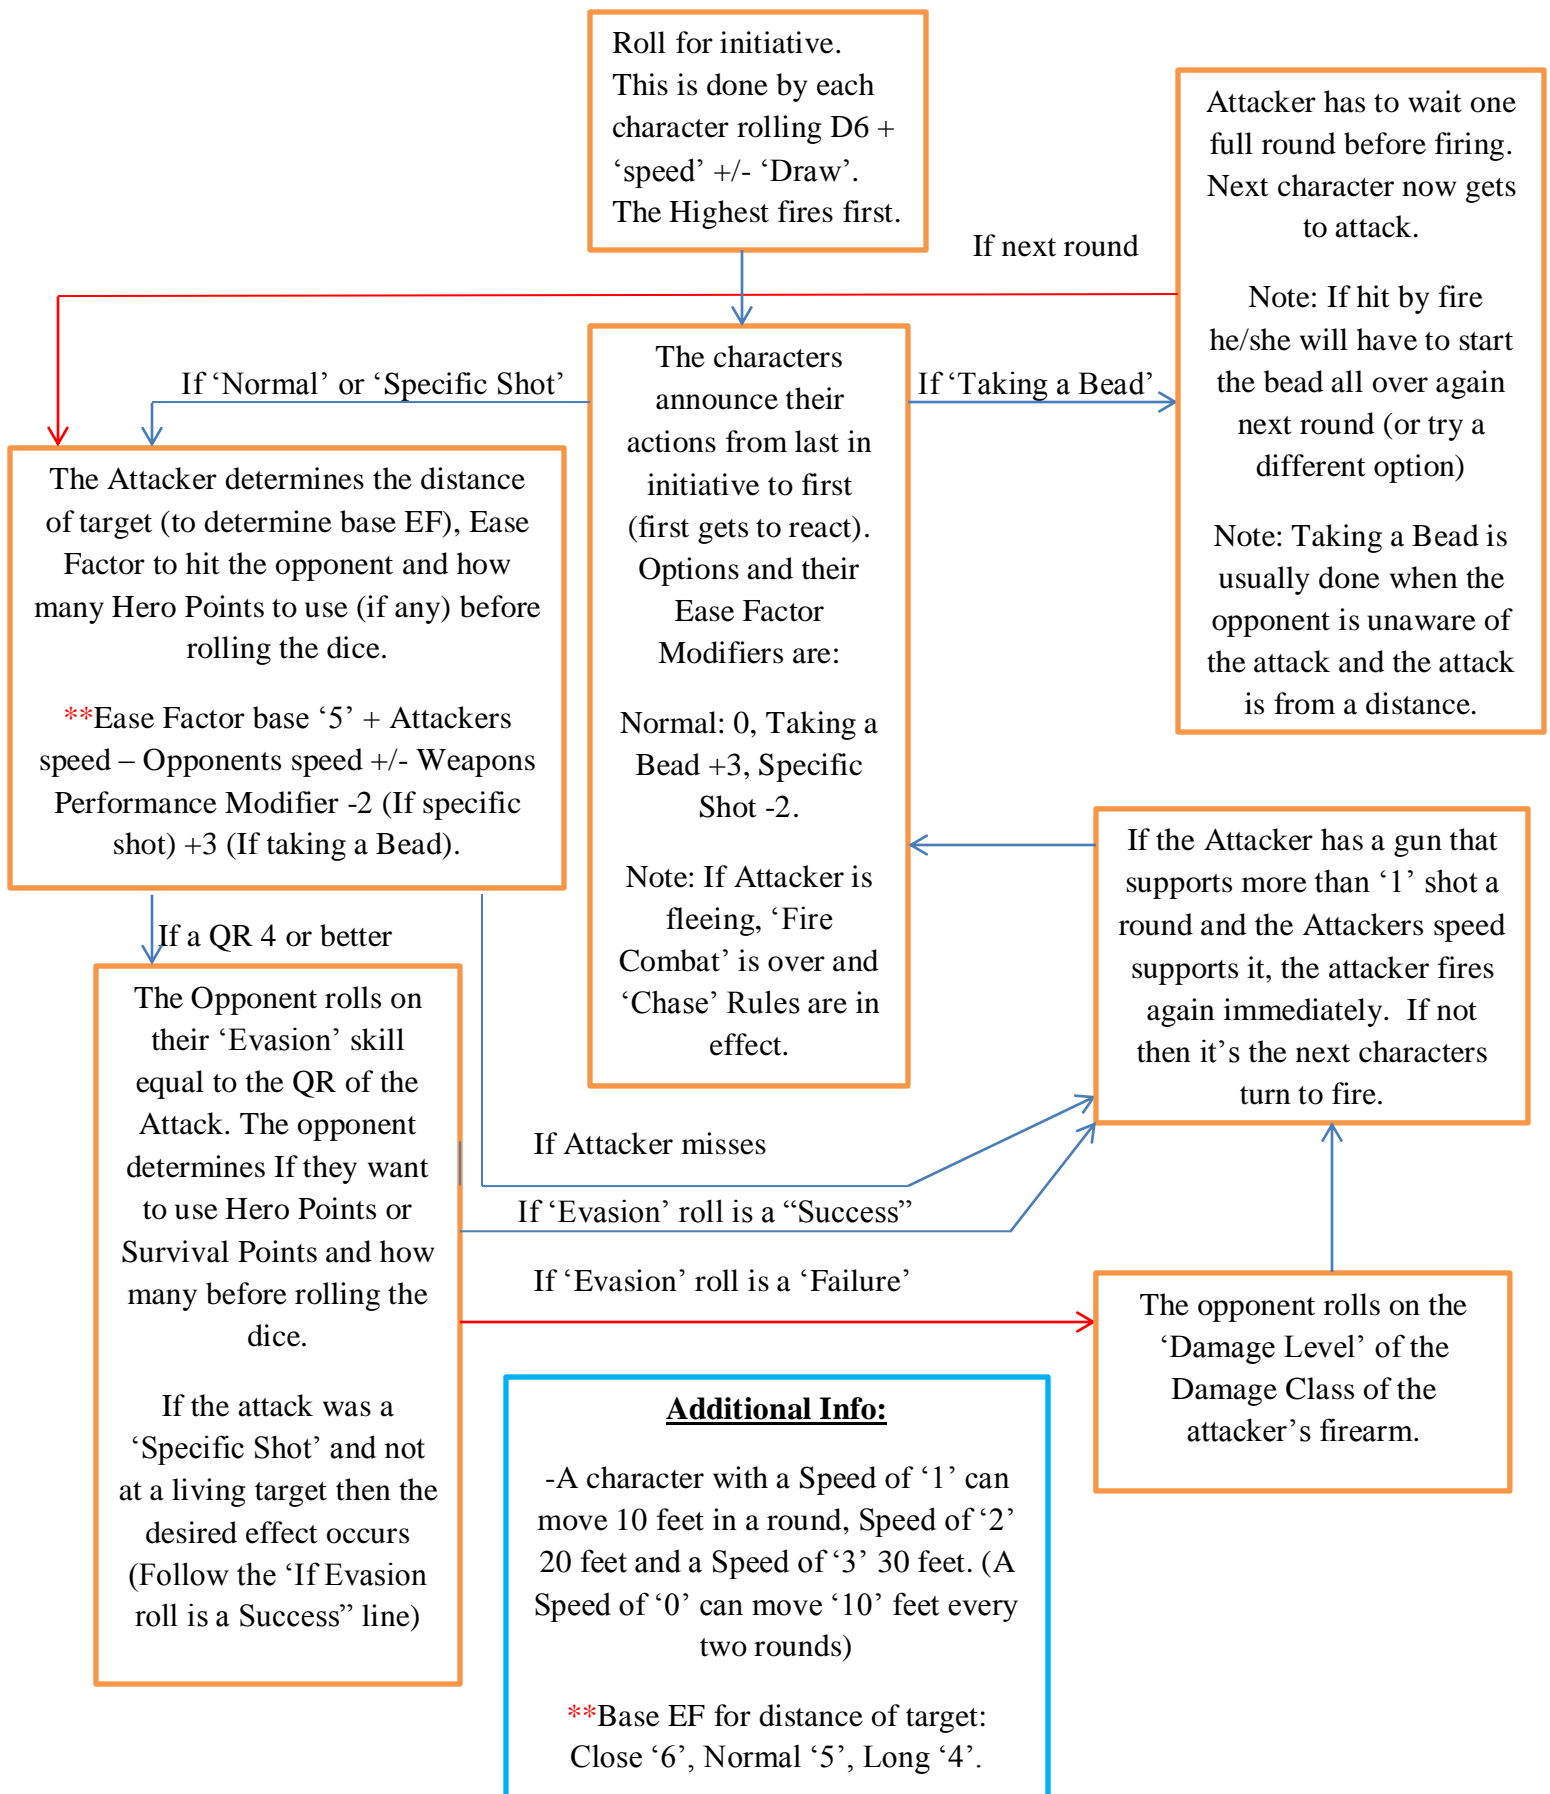 Roll for initiative.
This is done by each
character rolling D6 +
‘speed’ +/- ‘Draw’.
The Highest fires first.
Attacker has to wait one
full round before firing.
Next character now gets
to attack.
Note: If hit by fire
he/she will have to start
the bead all over again
next round (or try a
different option)
Note: Taking a Bead is
usually done when the
opponent is unaware of
the attack and the attack
is from a distance.
If next round
If ‘Normal’ or ‘Specific Shot’
If ‘Taking a Bead’
The characters
announce their
actions from last in
initiative to first
(first gets to react).
Options and their
Ease Factor
Modifiers are:
Normal: 0, Taking a
Bead +3, Specific
Shot -2.
Note: If Attacker is
fleeing, ‘Fire
Combat’ is over and
‘Chase’ Rules are in
effect.
The Attacker determines the distance
of target (to determine base EF), Ease
Factor to hit the opponent and how
many Hero Points to use (if any) before
rolling the dice.
**Ease Factor base ‘5’ + Attackers
speed – Opponents speed +/- Weapons
Performance Modifier -2 (If specific
shot) +3 (If taking a Bead).
If the Attacker has a gun that
supports more than ‘1’ shot a
round and the Attackers speed
supports it, the attacker fires
again immediately.  If not
then it’s the next characters
turn to fire.
If a QR 4 or better
The Opponent rolls on
their ‘Evasion’ skill
equal to the QR of the
Attack. The opponent
determines If they want
to use Hero Points or
Survival Points and how
many before rolling the
dice.
If the attack was a
‘Specific Shot’ and not
at a living target then the
desired effect occurs
(Follow the ‘If Evasion
roll is a Success” line)
If Attacker misses
If ‘Evasion’ roll is a “Success”
If ‘Evasion’ roll is a ‘Failure’
The opponent rolls on the
‘Damage Level’ of the
Damage Class of the
attacker’s firearm.
Additional Info:
-A character with a Speed of ‘1’ can
move 10 feet in a round, Speed of ‘2’
20 feet and a Speed of ‘3’ 30 feet. (A
Speed of ‘0’ can move ‘10’ feet every
two rounds)
**Base EF for distance of target:
Close ‘6’, Normal ‘5’, Long ‘4’.